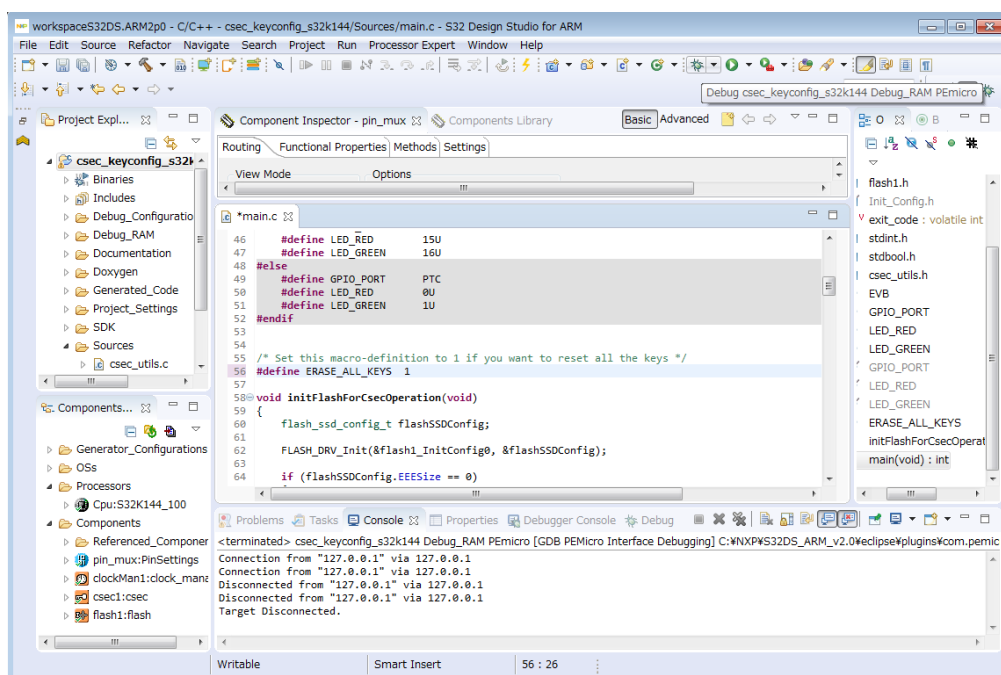 workspaceS32DS.ARM2p0 - C/C++ - csec_keyconfig_s32k144/Sources/main.c - S32 Design Studio for ARM
File Edit Source Refactor Navigate Search Project Run Processor Expert Window Help
Debug csec_keyconfig_s32k144 Debug_RAM PEmicro
Project Expl...
csec_keyconfig_s32k
Binaries
Includes
Debug_Configuratio
Debug_RAM
Documentation
Doxygen
Generated_Code
Project_Settings
SDK
Sources
csec_utils.c
Components...
Generator_Configurations
OSs
Processors
Cpu:S32K144_100
Components
Referenced_Componer
pin_mux:PinSettings
clockMan1:clock_mana
csec1:csec
flash1:flash
Component Inspector - pin_mux Components Library Basic Advanced
Routing Functional Properties Methods Settings
View Mode Options
*main.c
46 #define LED_RED 15U
47 #define LED_GREEN 16U
48 #else
49 #define GPIO_PORT PTC
50 #define LED_RED 0U
51 #define LED_GREEN 1U
52 #endif
53
54
55 /* Set this macro-definition to 1 if you want to reset all the keys */
56 #define ERASE_ALL_KEYS 1
57
58 void initFlashForCsecOperation(void)
59 {
60 flash_ssd_config_t flashSSDConfig;
61
62 FLASH_DRV_Init(&flash1_InitConfig0, &flashSSDConfig);
63
64 if (flashSSDConfig.EEESize == 0)
O B
flash1.h
Init_Config.h
exit_code : volatile int
stdint.h
stdbool.h
csec_utils.h
EVB
GPIO_PORT
LED_RED
LED_GREEN
GPIO_PORT
LED_RED
LED_GREEN
ERASE_ALL_KEYS
initFlashForCsecOperat
main(void) : int
Problems Tasks Console Properties Debugger Console Debug
<terminated> csec_keyconfig_s32k144 Debug_RAM PEmicro [GDB PEMicro Interface Debugging] C:¥NXP¥S32DS_ARM_v2.0¥eclipse¥plugins¥com.pemic
Connection from "127.0.0.1" via 127.0.0.1
Connection from "127.0.0.1" via 127.0.0.1
Disconnected from "127.0.0.1" via 127.0.0.1
Disconnected from "127.0.0.1" via 127.0.0.1
Target Disconnected.
Writable Smart Insert 56 : 26